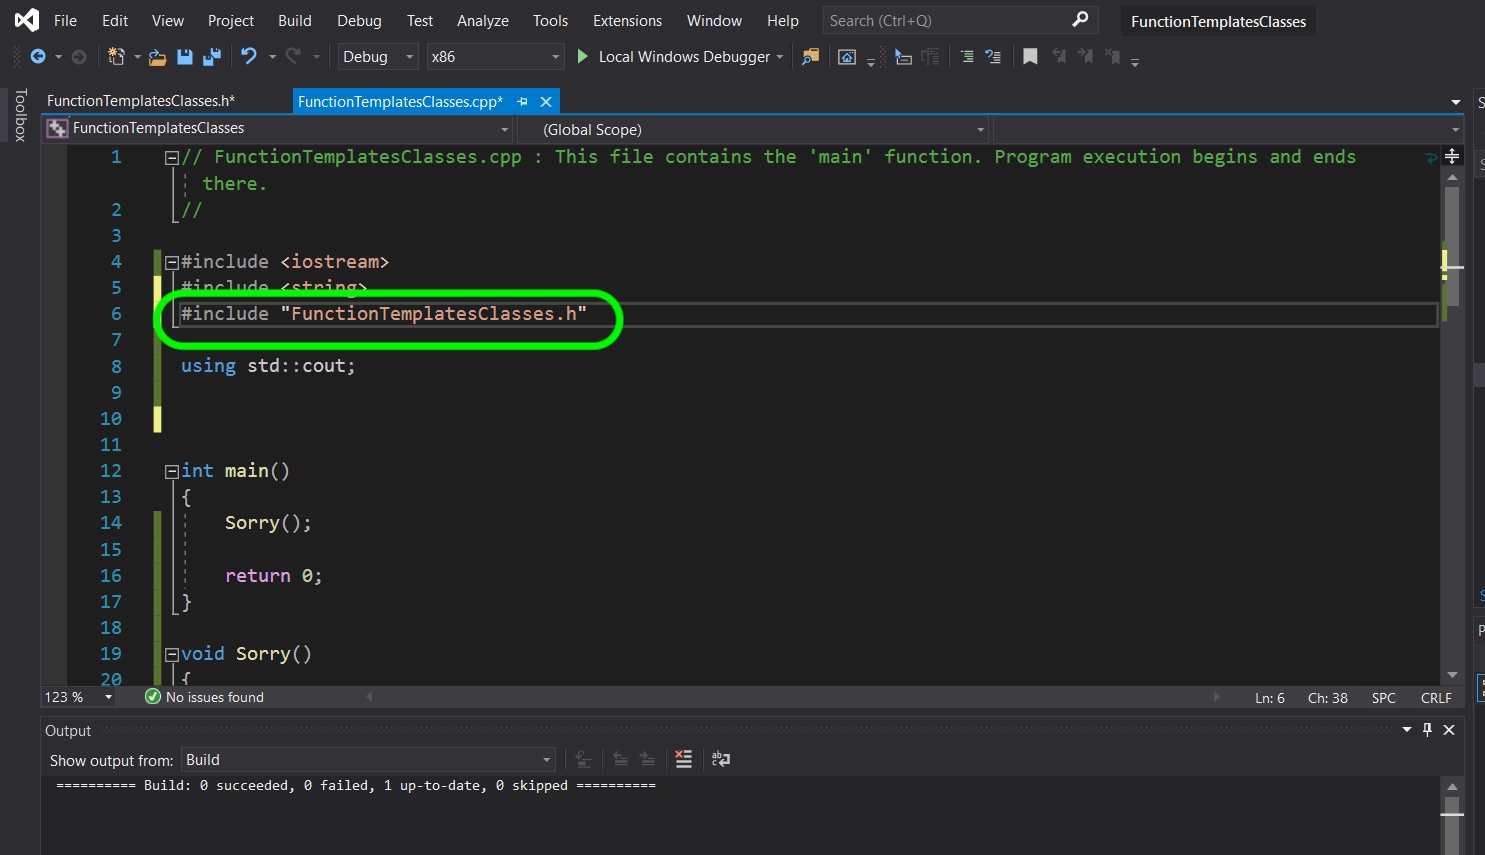 File Edit View Project Build Debug Test Analyze Tools Extensions Window Help Search (Ctrl+Q) FunctionTemplatesClasses
Debug x86 Local Windows Debugger
Toolbox
FunctionTemplatesClasses.h* FunctionTemplatesClasses.cpp*
FunctionTemplatesClasses (Global Scope)
1 // FunctionTemplatesClasses.cpp : This file contains the 'main' function. Program execution begins and ends
there.
2 //
3
4 #include <iostream>
5 #include <string>
6 #include "FunctionTemplatesClasses.h"
7
8 using std::cout;
9
10
11
12 int main()
13 {
14 Sorry();
15
16 return 0;
17 }
18
19 void Sorry()
20 {
123 % No issues found Ln: 6 Ch: 38 SPC CRLF
Output
Show output from: Build
========== Build: 0 succeeded, 0 failed, 1 up-to-date, 0 skipped ==========